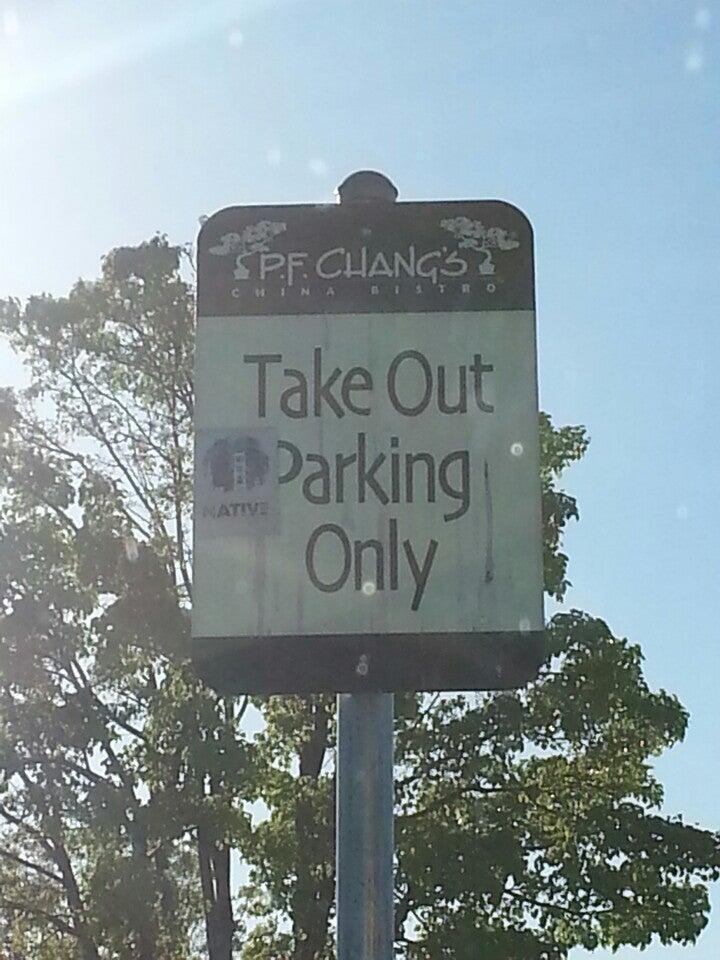 P.F. CHANG'S
CHINA BISTRO
Take Out
Parking
Only
NATIVE